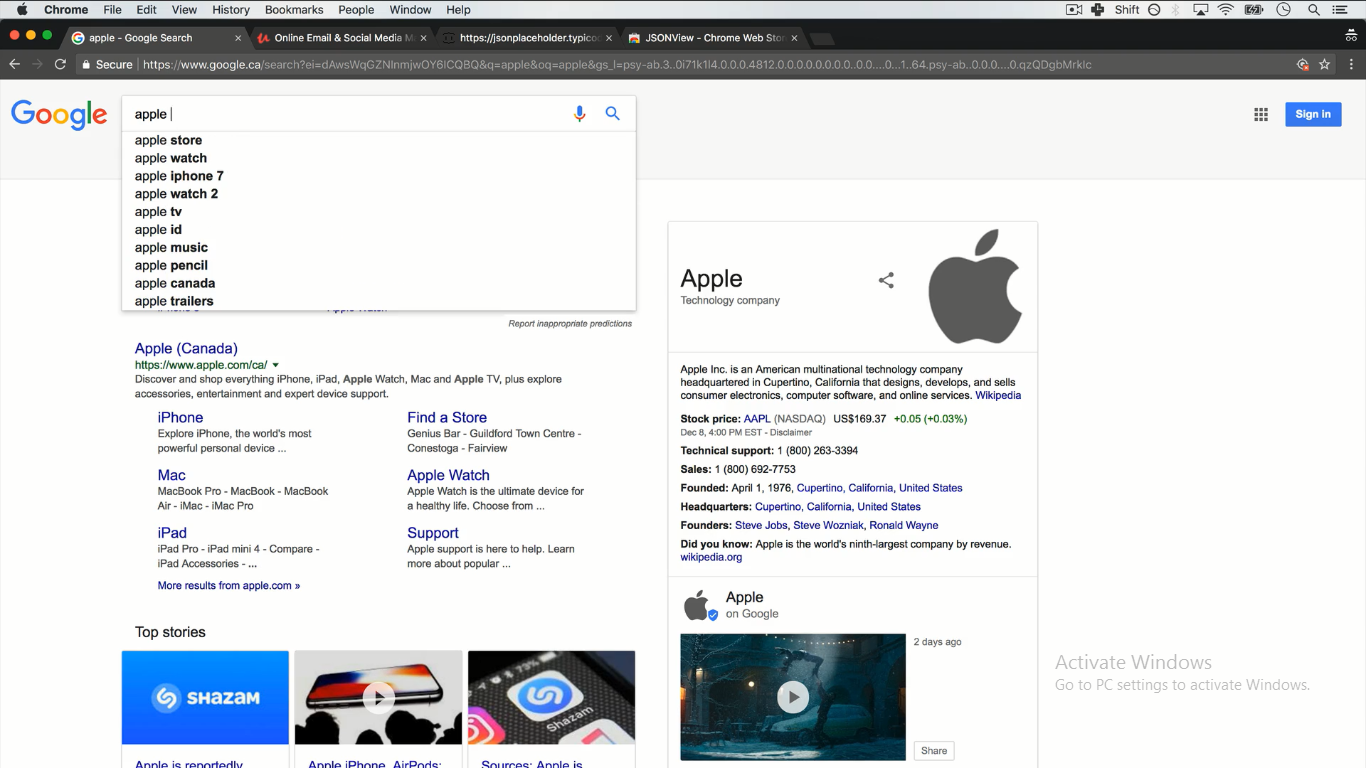 Chrome File Edit View History Bookmarks People Window Help Shift
apple - Google Search × Online Email & Social Media M × https://jsonplaceholder.typico × JSONView - Chrome Web Stor ×
Secure | https://www.google.ca/search?ei=dAwsWqGZNInmjwOY6ICQBQ&q=apple&oq=apple&gs_l=psy-ab.3..0i71k1l4.0.0.0.4812.0.0.0.0.0.0.0.0..0.0....0...1..64.psy-ab..0.0.0....0.qzQDgbMrklc
Google
apple
Sign in
apple store
apple watch
apple iphone 7
apple watch 2
apple tv
apple id
apple music
apple pencil
apple canada
apple trailers
Report inappropriate predictions
Apple (Canada)
https://www.apple.com/ca/
Discover and shop everything iPhone, iPad, Apple Watch, Mac and Apple TV, plus explore
accessories, entertainment and expert device support.
iPhone
Explore iPhone, the world's most
powerful personal device ...
Find a Store
Genius Bar - Guildford Town Centre -
Conestoga - Fairview
Mac
MacBook Pro - MacBook - MacBook
Air - iMac - iMac Pro
Apple Watch
Apple Watch is the ultimate device for
a healthy life. Choose from ...
iPad
iPad Pro - iPad mini 4 - Compare -
iPad Accessories - ...
Support
Apple support is here to help. Learn
more about popular ...
More results from apple.com »
Top stories
SHAZAM
Shazam
Apple is reportedly
Apple iPhone, AirPods:
Sources: Apple is
Apple
Technology company
Apple Inc. is an American multinational technology company
headquartered in Cupertino, California that designs, develops, and sells
consumer electronics, computer software, and online services. Wikipedia
Stock price: AAPL (NASDAQ) US$169.37 +0.05 (+0.03%)
Dec 8, 4:00 PM EST - Disclaimer
Technical support: 1 (800) 263-3394
Sales: 1 (800) 692-7753
Founded: April 1, 1976, Cupertino, California, United States
Headquarters: Cupertino, California, United States
Founders: Steve Jobs, Steve Wozniak, Ronald Wayne
Did you know: Apple is the world's ninth-largest company by revenue.
wikipedia.org
Apple
on Google
2 days ago
Share
Activate Windows
Go to PC settings to activate Windows.